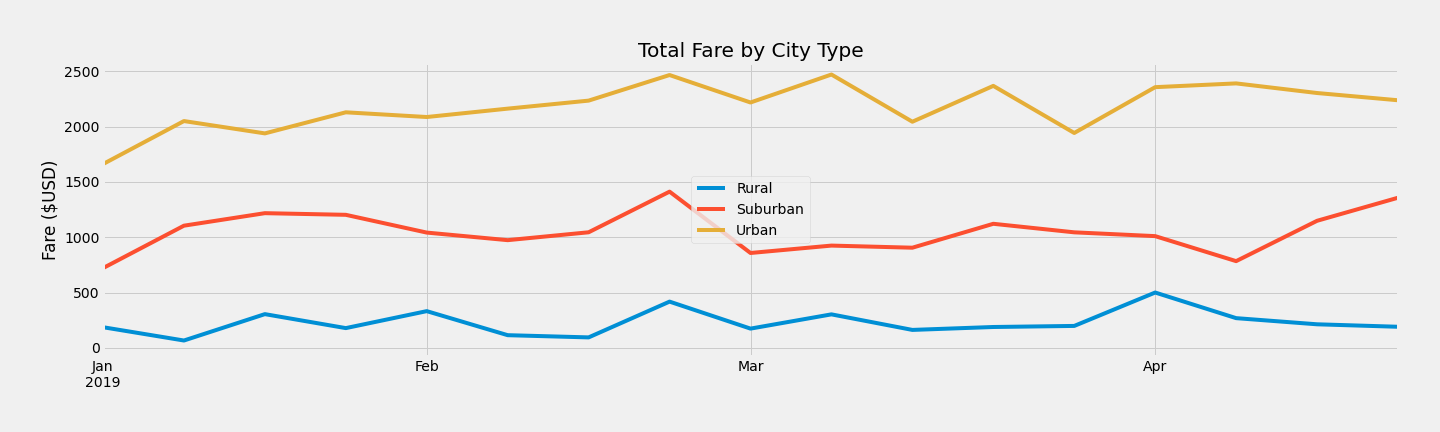 Total Fare by City Type
Fare ($USD)
2500
2000
1500
1000
500
0
Rural
Suburban
Urban
Jan
2019
Feb
Mar
Apr